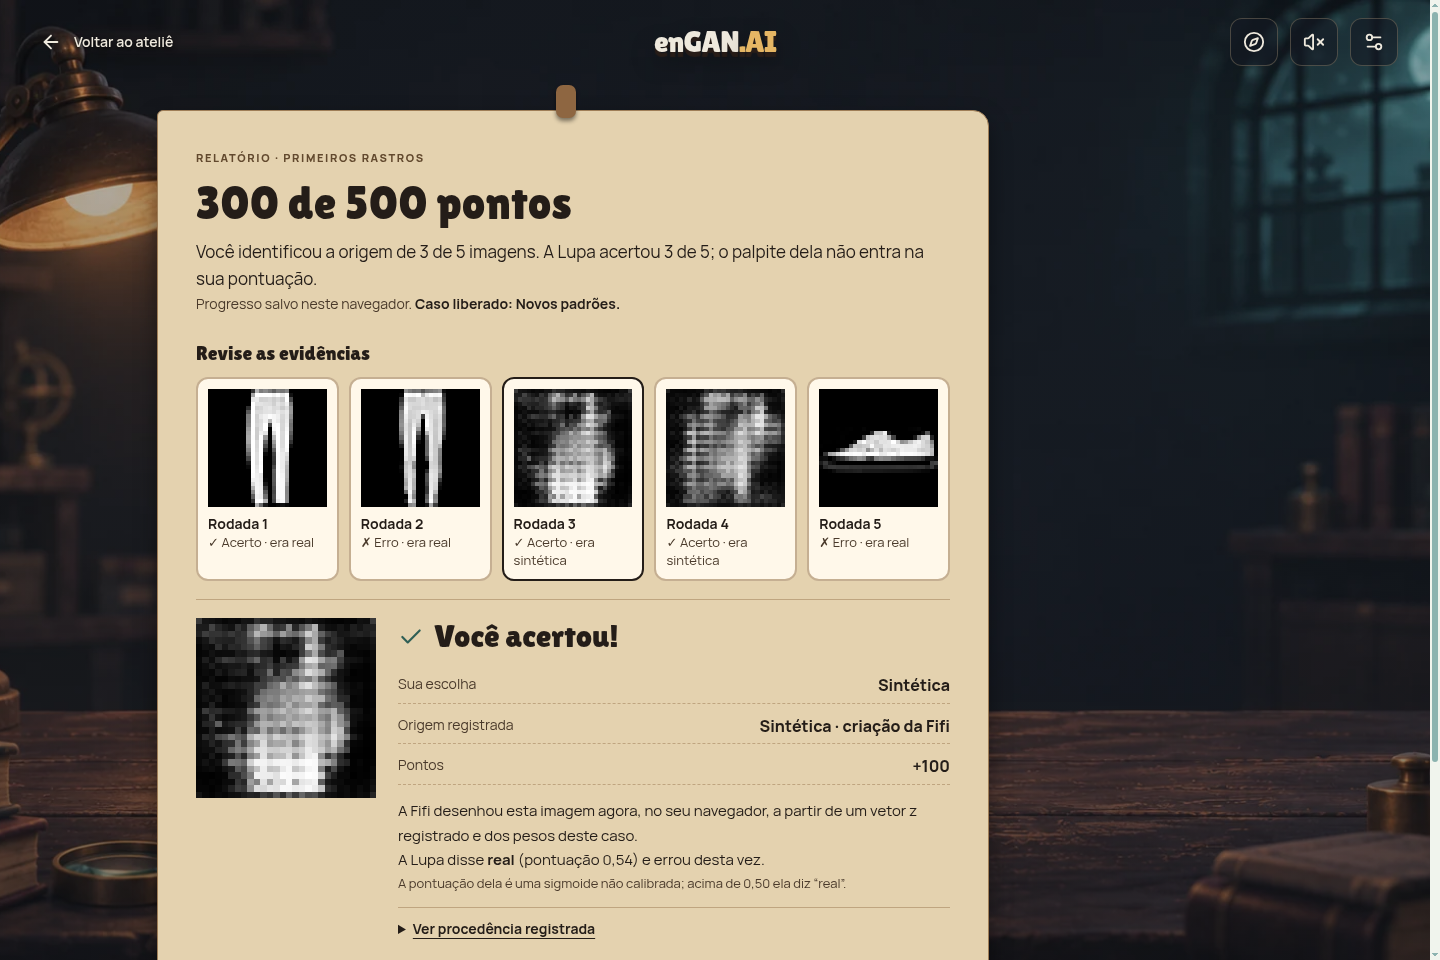 Voltar ao ateliê
enGAN.AI
RELATÓRIO · PRIMEIROS RASTROS
300 de 500 pontos
Você identificou a origem de 3 de 5 imagens. A Lupa acertou 3 de 5; o palpite dela não entra na
sua pontuação.
Progresso salvo neste navegador. Caso liberado: Novos padrões.
Revise as evidências
Rodada 1
✓ Acerto · era real
Rodada 2
✗ Erro · era real
Rodada 3
✓ Acerto · era
sintética
Rodada 4
✓ Acerto · era
sintética
Rodada 5
✗ Erro · era real
Você acertou!
Sua escolha
Sintética
Origem registrada
Sintética · criação da Fifi
Pontos
+100
A Fifi desenhou esta imagem agora, no seu navegador, a partir de um vetor z
registrado e dos pesos deste caso.
A Lupa disse real (pontuação 0,54) e errou desta vez.
A pontuação dela é uma sigmoide não calibrada; acima de 0,50 ela diz “real”.
Ver procedência registrada